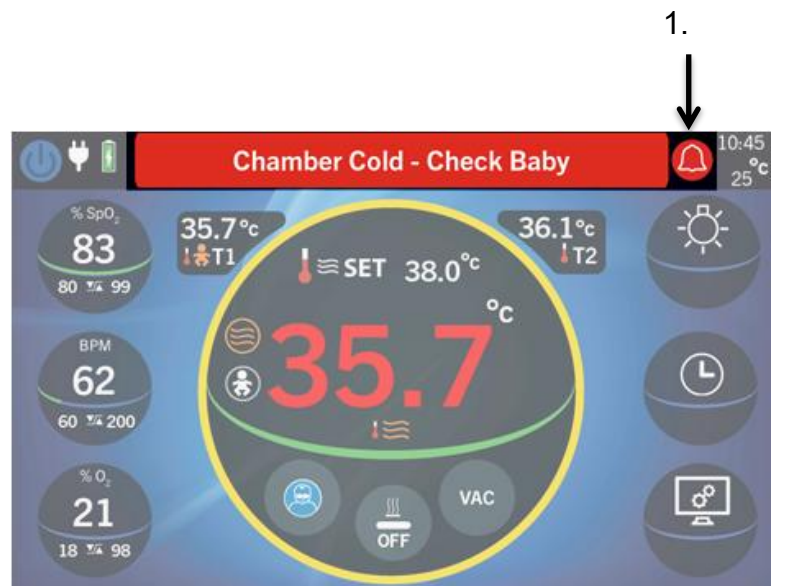 1.
Chamber Cold - Check Baby
10:45
°c
25
% SpO₂
83
80 99
35.7°c
T1
SET 38.0°c
36.1°c
T2
°c
35.7
BPM
62
60 200
% O₂
21
18 98
OFF
VAC